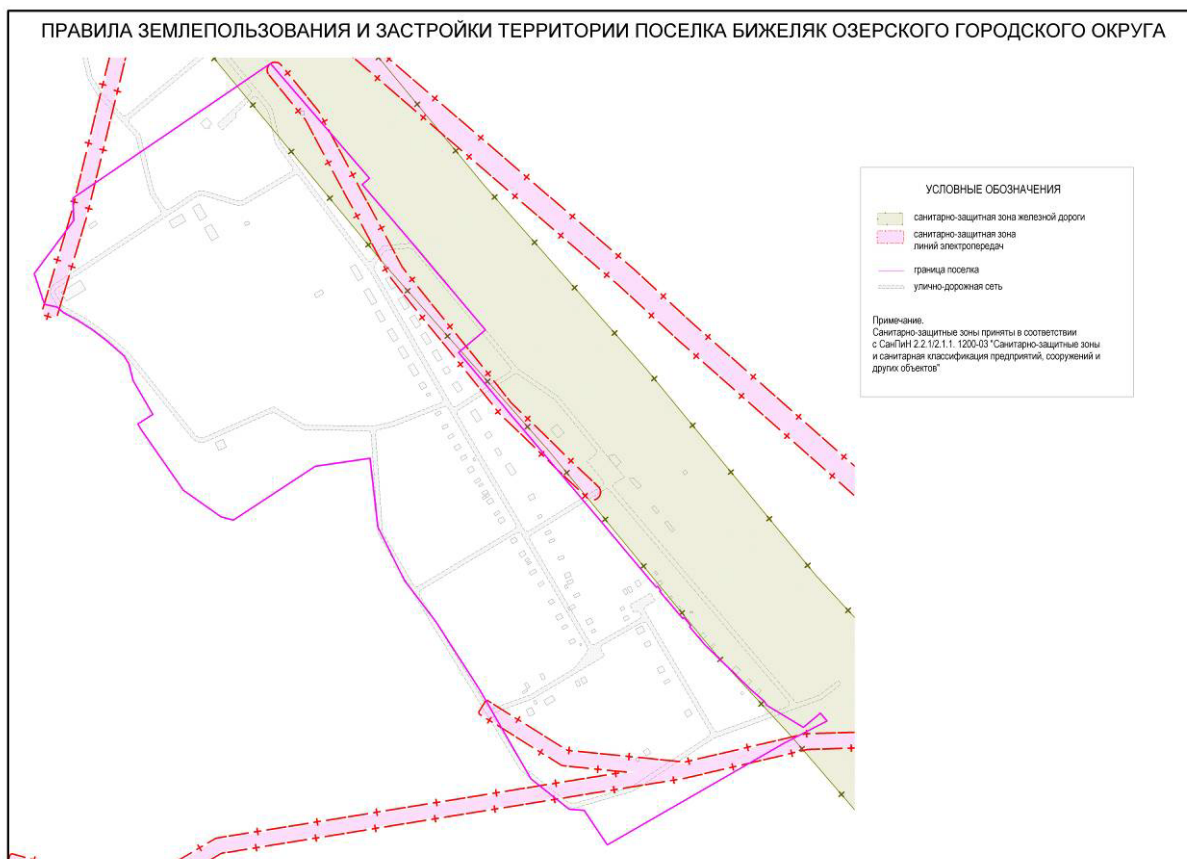 ПРАВИЛА ЗЕМЛЕПОЛЬЗОВАНИЯ И ЗАСТРОЙКИ ТЕРРИТОРИИ ПОСЕЛКА БИЖЕЛЯК ОЗЕРСКОГО ГОРОДСКОГО ОКРУГА
УСЛОВНЫЕ ОБОЗНАЧЕНИЯ
санитарно-защитная зона железной дороги
санитарно-защитная зона
линий электропередач
граница поселка
улично-дорожная сеть
Примечание.
Санитарно-защитные зоны приняты в соответствии
с СанПиН 2.2.1/2.1.1. 1200-03 "Санитарно-защитные зоны
и санитарная классификация предприятий, сооружений и
других объектов"